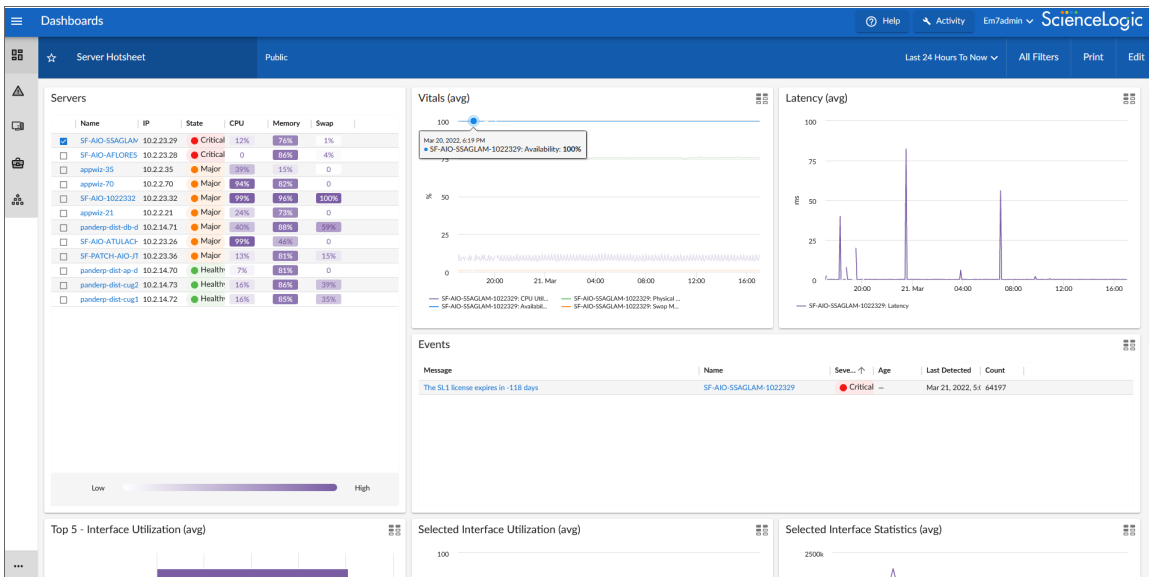 Dashboards
Help
Activity
Em7admin
ScienceLogic
Server Hotsheet
Public
Last 24 Hours To Now
All Filters
Print
Edit
Servers
Name IP State CPU Memory Swap
SF-AIO-SSAGLAM 10.2.23.29 Critical 12% 76% 1%
SF-AIO-AFLORES 10.2.23.28 Critical 0 86% 4%
appwiz-35 10.2.2.35 Major 39% 15% 0
appwiz-70 10.2.2.70 Major 94% 82% 0
SF-AIO-1022332 10.2.23.32 Major 99% 96% 100%
appwiz-21 10.2.2.21 Major 24% 73% 0
panderp-dist-db-d 10.2.14.71 Major 40% 88% 59%
SF-AIO-ATULACH 10.2.23.26 Major 99% 46% 0
SF-PATCH-AIO-JT 10.2.23.36 Major 13% 81% 15%
panderp-dist-ap-d 10.2.14.70 Health 7% 81% 0
panderp-dist-cug2 10.2.14.73 Health 16% 86% 39%
panderp-dist-cug1 10.2.14.72 Health 16% 85% 35%
Low
High
Vitals (avg)
100
Mar 20, 2022, 6:19 PM
SF-AIO-SSAGLAM-1022329: Availability: 100%
75
%
50
25
0
20:00 21. Mar 04:00 08:00 12:00 16:00
SF-AIO-SSAGLAM-1022329: CPU Util... SF-AIO-SSAGLAM-1022329: Physical ...
SF-AIO-SSAGLAM-1022329: Availabil... SF-AIO-SSAGLAM-1022329: Swap M...
Latency (avg)
100
75
ms
50
25
0
20:00 21. Mar 04:00 08:00 12:00 16:00
SF-AIO-SSAGLAM-1022329: Latency
Events
Message Name Seve... Age Last Detected Count
The SL1 license expires in -118 days SF-AIO-SSAGLAM-1022329 Critical — Mar 21, 2022, 5:( 64197
Top 5 - Interface Utilization (avg)
Selected Interface Utilization (avg)
100
Selected Interface Statistics (avg)
2500k